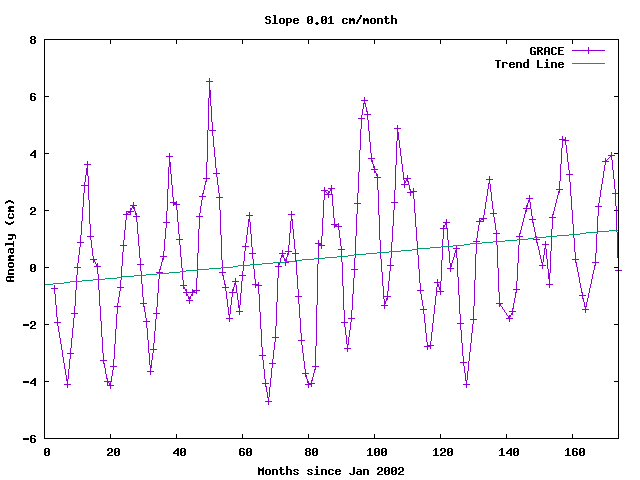 Slope 0.01 cm/month
GRACE
Trend Line
Anomaly (cm)
8
6
4
2
0
-2
-4
-6
0 20 40 60 80 100 120 140 160
Months since Jan 2002